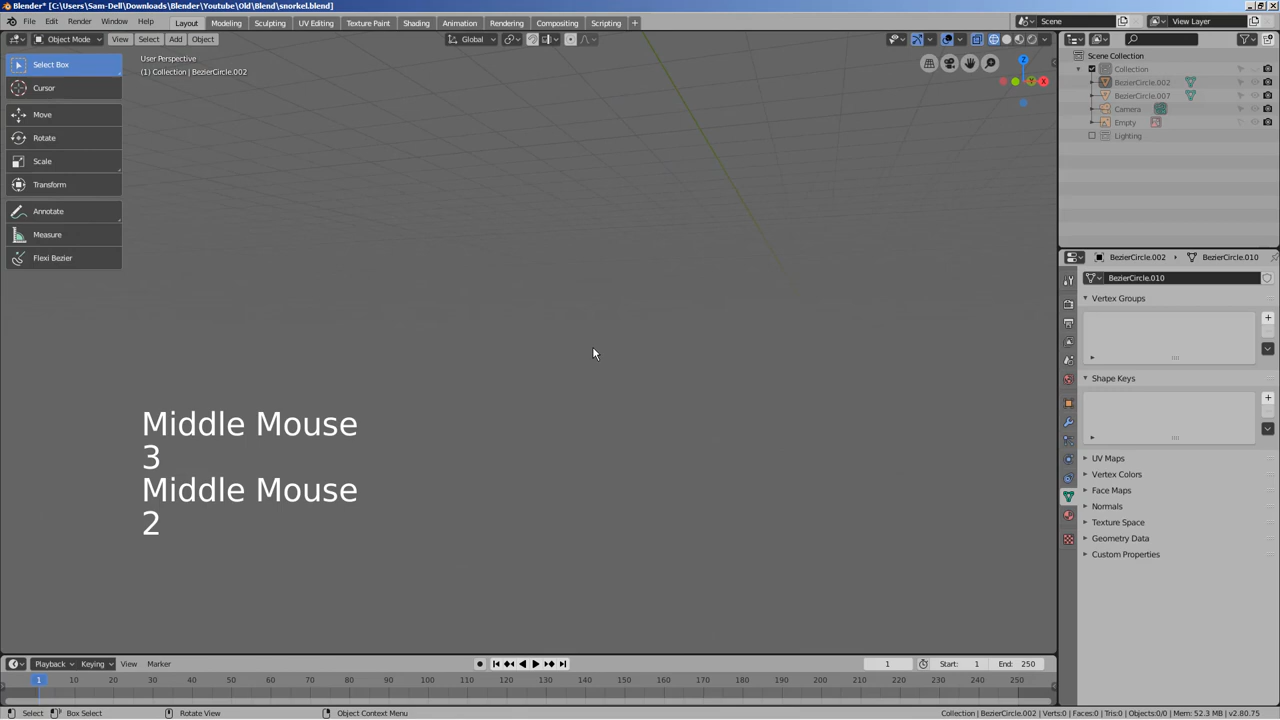 Blender* [C:\Users\Sam-Dell\Downloads\Blender\Youtube\Old\Blend\snorkel.blend]
File Edit Render Window Help Layout Modeling Sculpting UV Editing Texture Paint Shading Animation Rendering Compositing Scripting + Scene View Layer
Object Mode View Select Add Object Global
Select Box
Cursor
Move
Rotate
Scale
Transform
Annotate
Measure
Flexi Bezier
User Perspective
(1) Collection | BezierCircle.002
Z
Y
X
Middle Mouse
3
Middle Mouse
2
Scene Collection
Collection
BezierCircle.002
BezierCircle.007
Camera
Empty
Lighting
BezierCircle.002 BezierCircle.010
BezierCircle.010
Vertex Groups
Shape Keys
UV Maps
Vertex Colors
Face Maps
Normals
Texture Space
Geometry Data
Custom Properties
Playback Keying View Marker 1 Start: 1 End: 250
1 10 20 30 40 50 60 70 80 90 100 110 120 130 140 150 160 170 180 190 200 210 220 230 240 250
Select Box Select Rotate View Object Context Menu Collection | BezierCircle.002 | Verts:0 | Faces:0 | Tris:0 | Objects:0/0 | Mem: 52.3 MB | v2.80.75